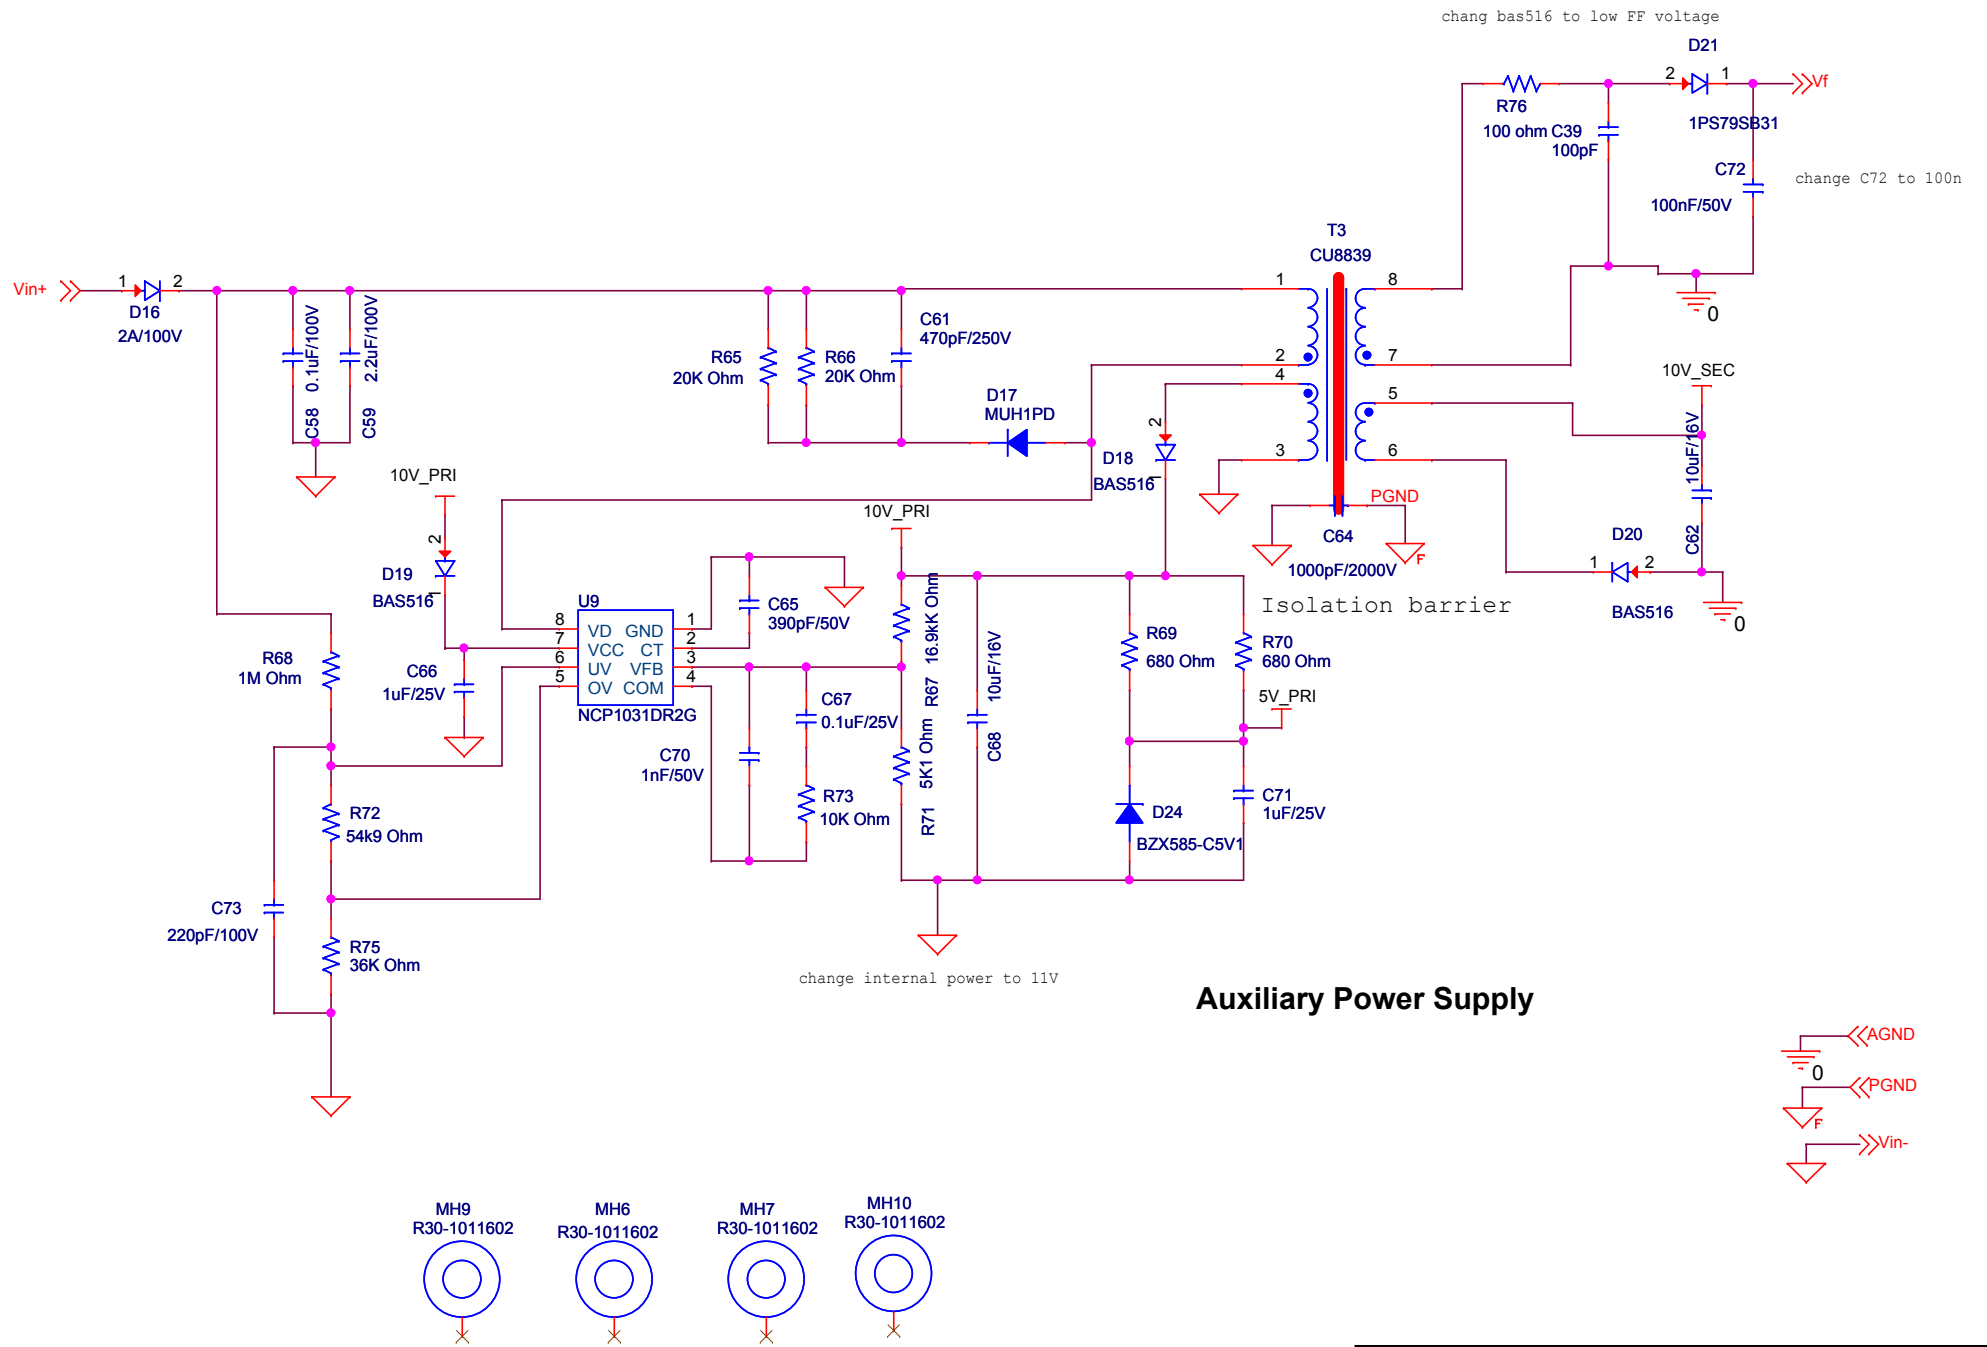 chang bas516 to low FF voltage
D21
2
1
Vf
R76
100 ohm
C39
100pF
1PS79SB31
C72
100nF/50V
change C72 to 100n
T3
CU8839
Vin+
1
2
D16
2A/100V
C58 0.1uF/100V
C59 2.2uF/100V
R65
20K Ohm
R66
20K Ohm
C61
470pF/250V
D17
MUH1PD
1
2
4
3
8
7
5
6
10V_SEC
C62 10uF/16V
D18
BAS516
2
1
PGND
C64
1000pF/2000V
F
D20
1
2
BAS516
0
0
Isolation barrier
10V_PRI
2
D19
BAS516
1
10V_PRI
C66
1uF/25V
U9
8
7
6
5
VD GND
VCC CT
UV VFB
OV COM
1
2
3
4
NCP1031DR2G
C65
390pF/50V
R67 16.9kK Ohm
R71 5K1 Ohm
C68 10uF/16V
R69
680 Ohm
R70
680 Ohm
5V_PRI
R68
1M Ohm
C67
0.1uF/25V
C70
1nF/50V
R73
10K Ohm
D24
BZX585-C5V1
C71
1uF/25V
R72
54k9 Ohm
C73
220pF/100V
R75
36K Ohm
change internal power to 11V
Auxiliary Power Supply
AGND
0
PGND
F
Vin-
MH9
R30-1011602
MH6
R30-1011602
MH7
R30-1011602
MH10
R30-1011602